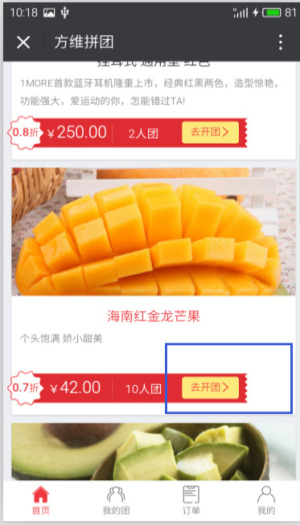 10:18
81
方维拼团
挂耳式 通用型 红色
1MORE首款蓝牙耳机隆重上市，经典红黑两色，造型惊艳，
功能强大，爱运动的你，怎能错过TA!
0.8折 ￥250.00 2人团 去开团>
海南红金龙芒果
个头饱满 娇小甜美
0.7折 ￥42.00 10人团 去开团>
首页 我的团 订单 我的